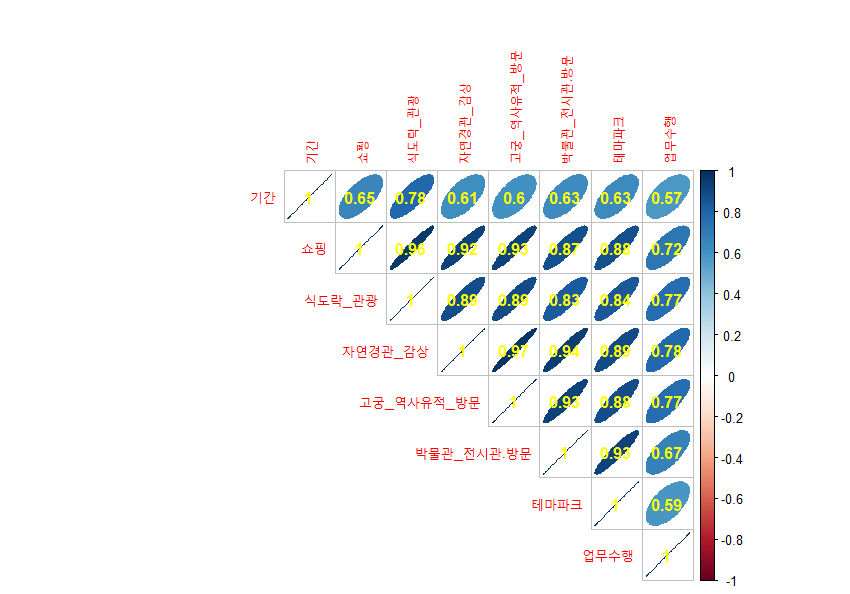 기간
쇼핑
식도락_관광
자연경관_감상
고궁_역사유적_방문
박물관_전시관.방문
테마파크
업무수행
기간 1 0.65 0.78 0.61 0.6 0.63 0.63 0.57
쇼핑 1 0.96 0.92 0.93 0.87 0.88 0.72
식도락_관광 1 0.89 0.89 0.83 0.84 0.77
자연경관_감상 1 0.97 0.94 0.89 0.78
고궁_역사유적_방문 1 0.93 0.89 0.77
박물관_전시관.방문 1 0.93 0.67
테마파크 1 0.59
업무수행 1
1
0.8
0.6
0.4
0.2
0
-0.2
-0.4
-0.6
-0.8
-1